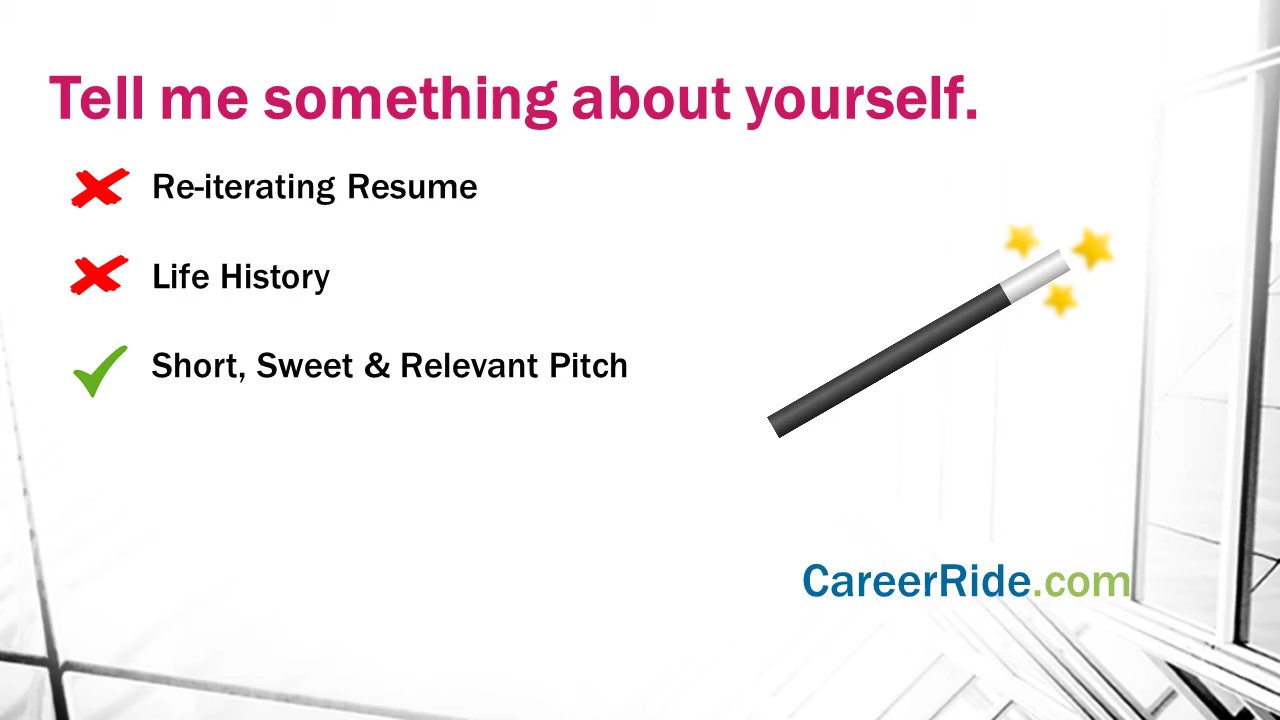 Tell me something about yourself.
Re-iterating Resume
Life History
Short, Sweet & Relevant Pitch
CareerRide.com